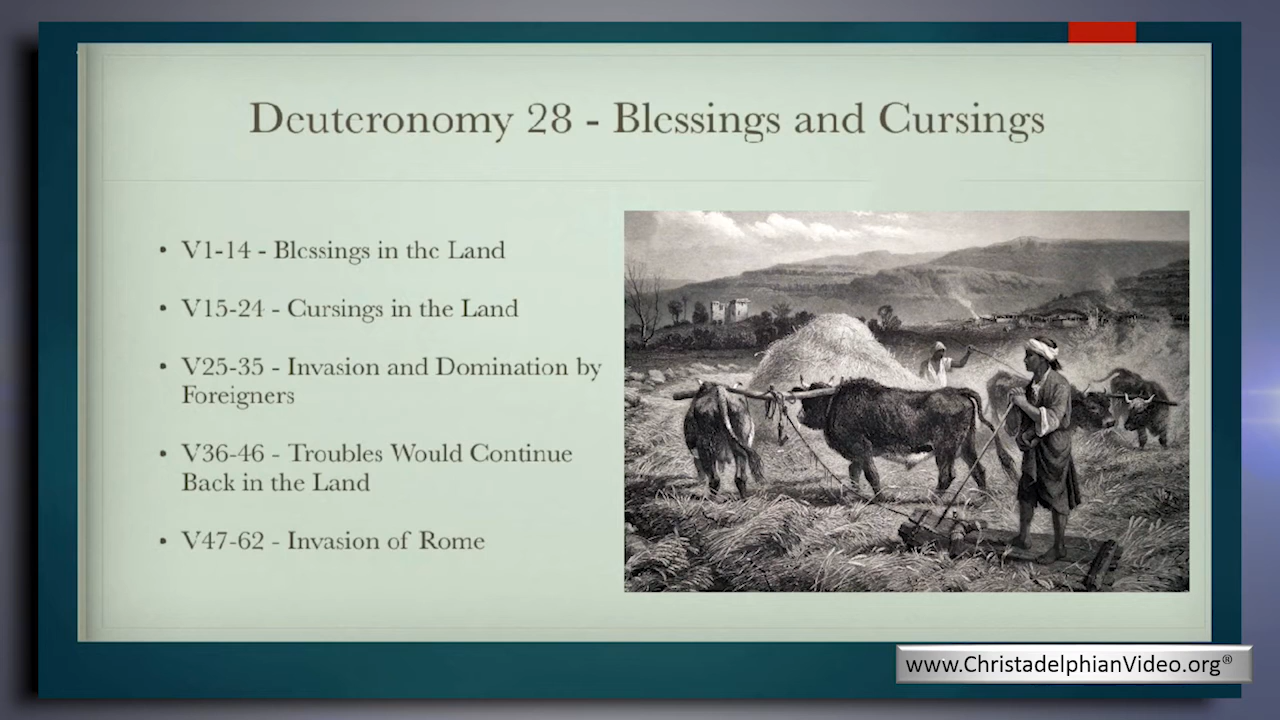 Deuteronomy 28 - Blessings and Cursings
• V1-14 - Blessings in the Land
• V15-24 - Cursings in the Land
• V25-35 - Invasion and Domination by
Foreigners
• V36-46 - Troubles Would Continue
Back in the Land
• V47-62 - Invasion of Rome
www.ChristadelphianVideo.org®